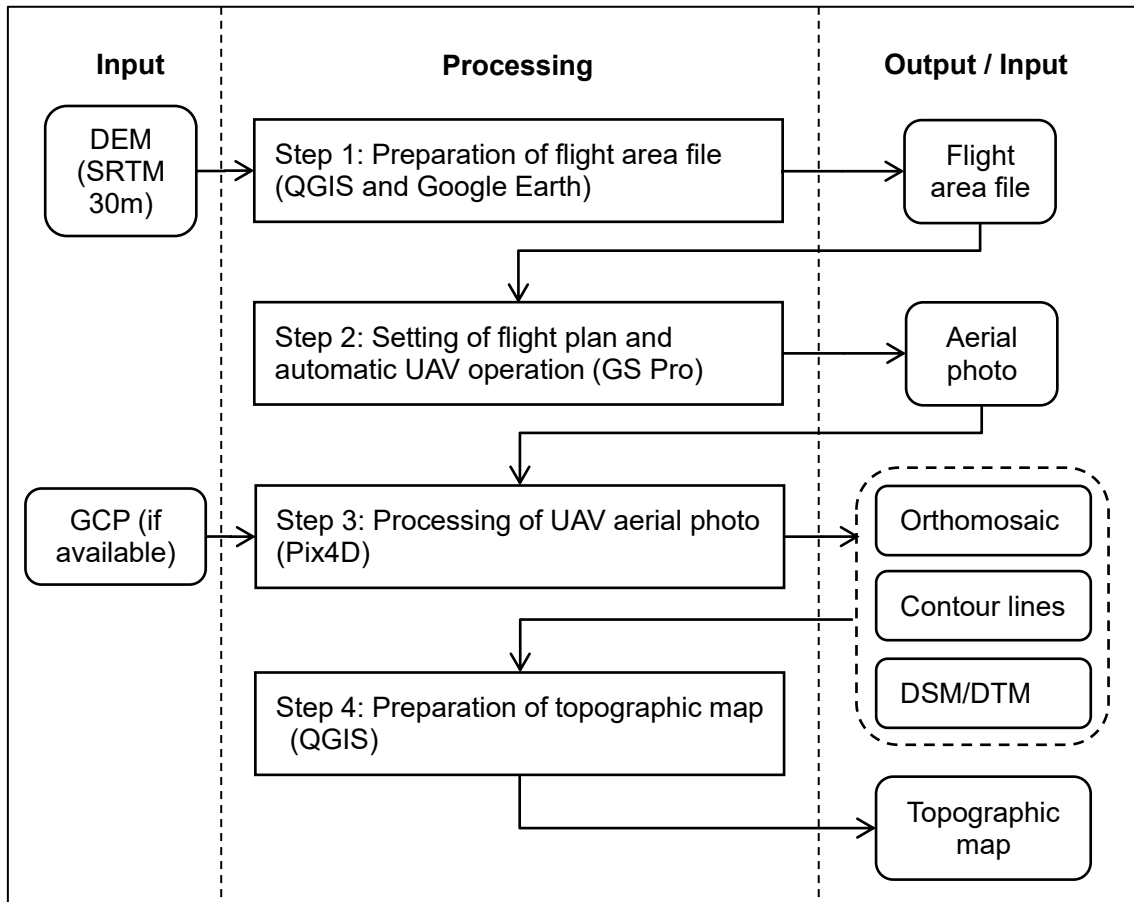 Input
Processing
Output / Input
DEM
(SRTM
30m)
Step 1: Preparation of flight area file
(QGIS and Google Earth)
Flight
area file
Step 2: Setting of flight plan and
automatic UAV operation (GS Pro)
Aerial
photo
GCP (if
available)
Step 3: Processing of UAV aerial photo
(Pix4D)
Orthomosaic
Contour lines
DSM/DTM
Step 4: Preparation of topographic map
(QGIS)
Topographic
map